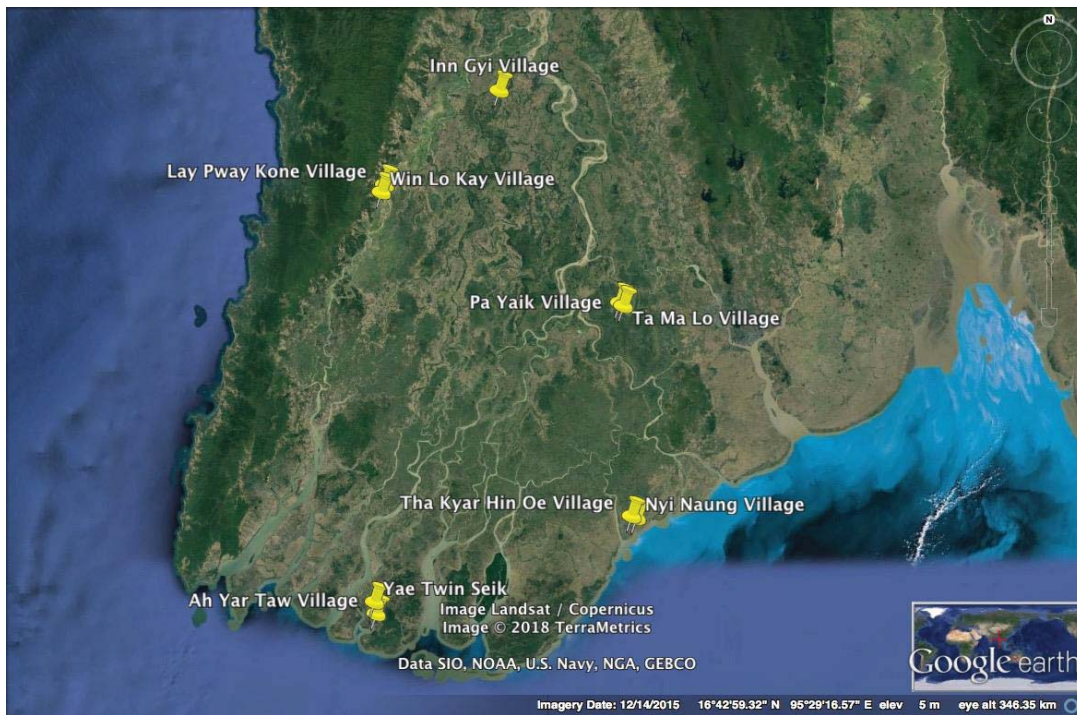 N
Inn Gyi Village
Lay Pway Kone Village
Win Lo Kay Village
Pa Yaik Village
Ta Ma Lo Village
Tha Kyar Hin Oe Village
Nyi Naung Village
Yae Twin Seik
Ah Yar Taw Village
Image Landsat / Copernicus
Image © 2018 TerraMetrics
Data SIO, NOAA, U.S. Navy, NGA, GEBCO
Google earth
Imagery Date: 12/14/2015 16°42'59.32" N 95°29'16.57" E elev 5 m eye alt 346.35 km